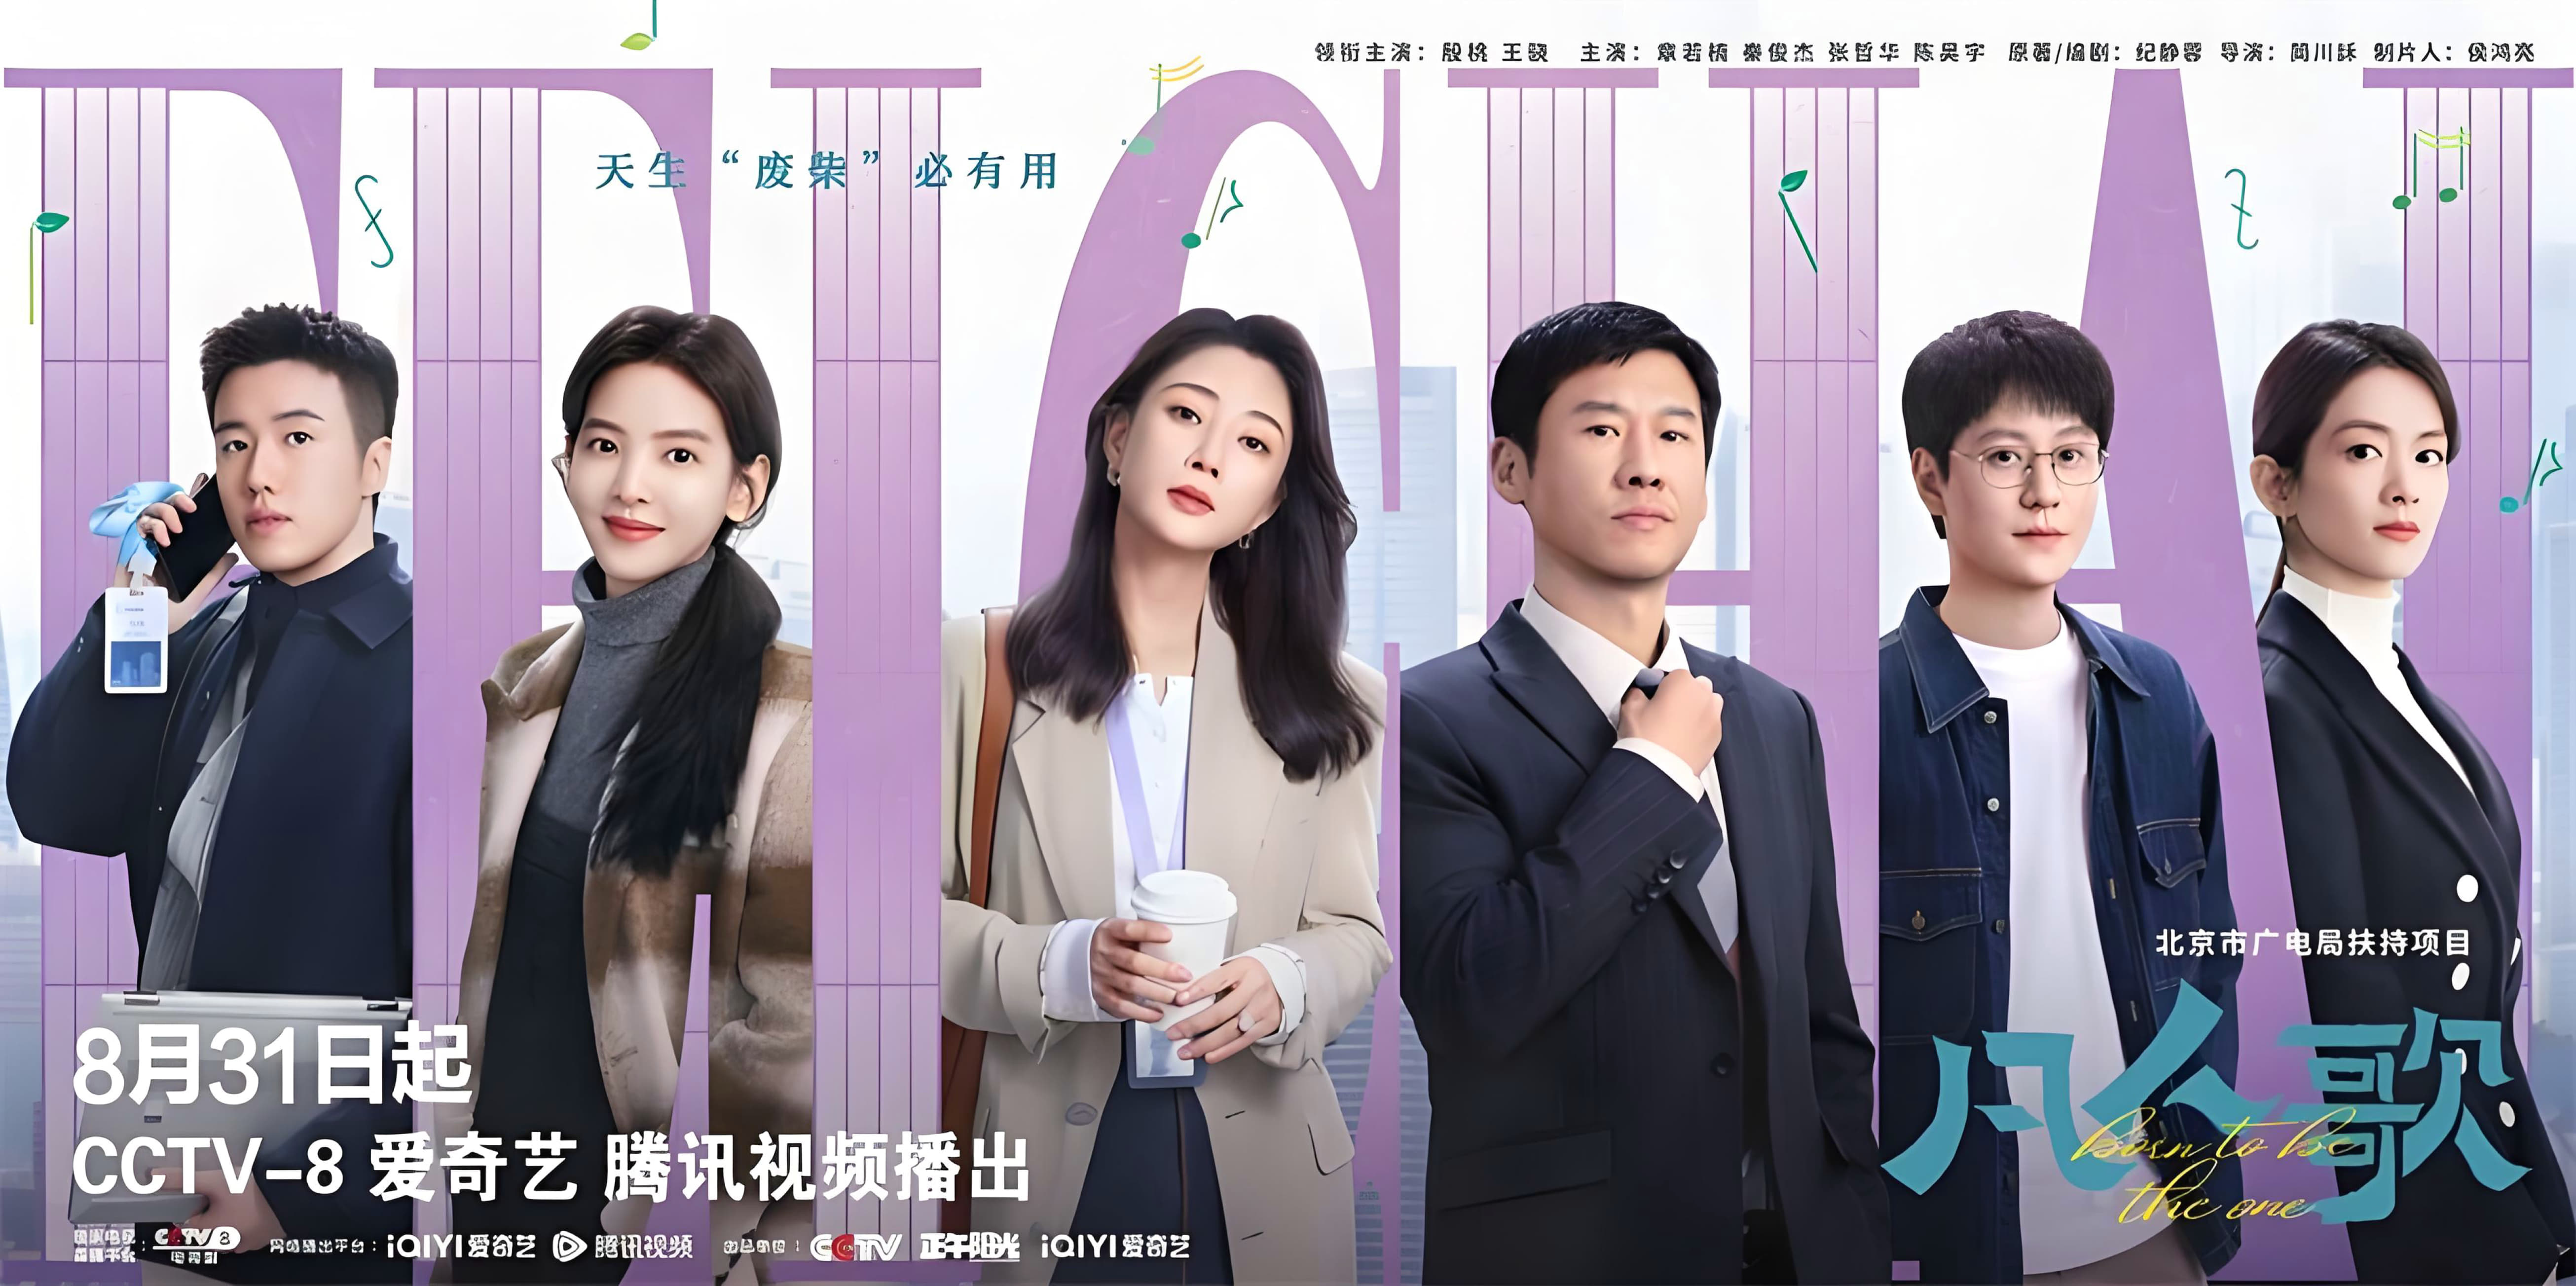 领衔主演：殷桃 王骁 主演：章若楠 秦俊杰 张哲华 陈昊宇 原著/编剧：纪静蓉 导演：简川訸 制片人：侯鸿亮
天生“废柴”必有用
FEICHAI
北京市广电局扶持项目
凡人歌
born to be
the one
8月31日起
CCTV-8 爱奇艺 腾讯视频播出
CCTV 8
iQIYI爱奇艺 腾讯视频
CCTV 正午阳光 iQIYI爱奇艺